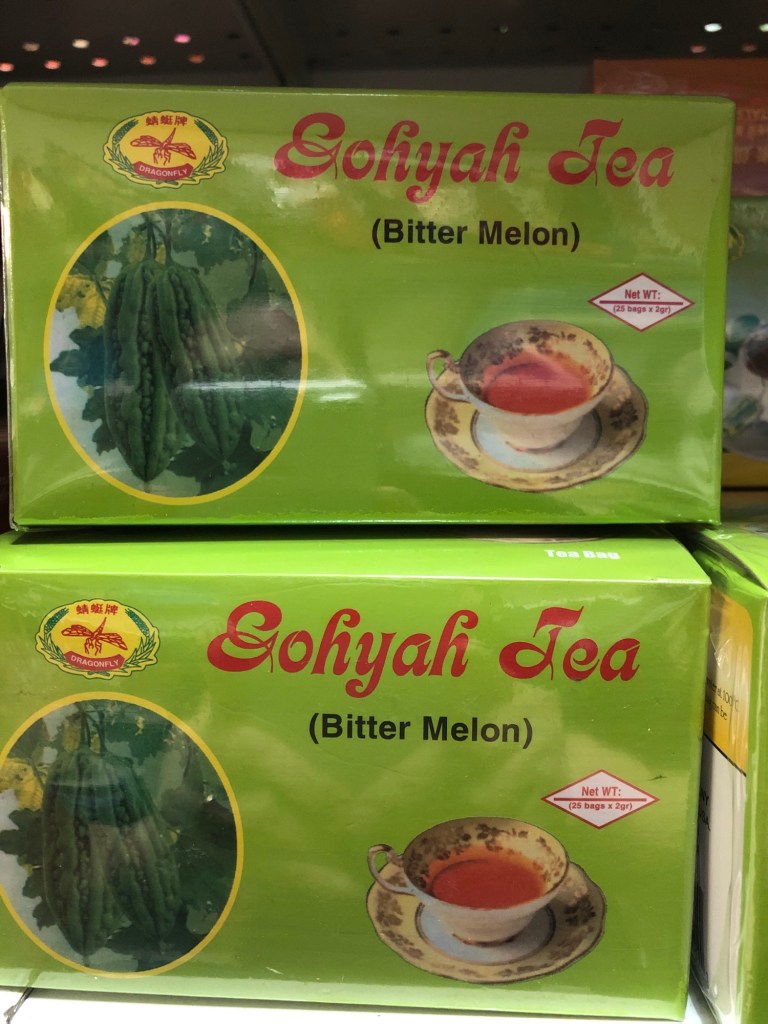 蜻蜓牌
DRAGONFLY
Gohyah Tea
(Bitter Melon)
Net WT:
(25 bags x 2gr)
Tea Bag
蜻蜓牌
DRAGONFLY
Gohyah Tea
(Bitter Melon)
Net WT:
(25 bags x 2gr)